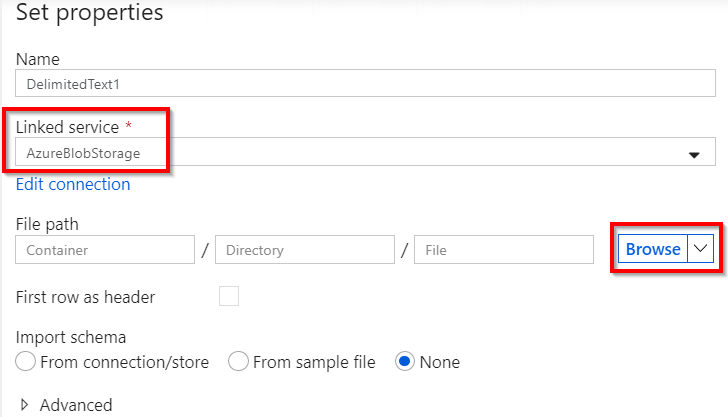 Set properties
Name
DelimitedText1
Linked service *
AzureBlobStorage
Edit connection
File path
Container / Directory / File Browse
First row as header
Import schema
From connection/store From sample file None
Advanced